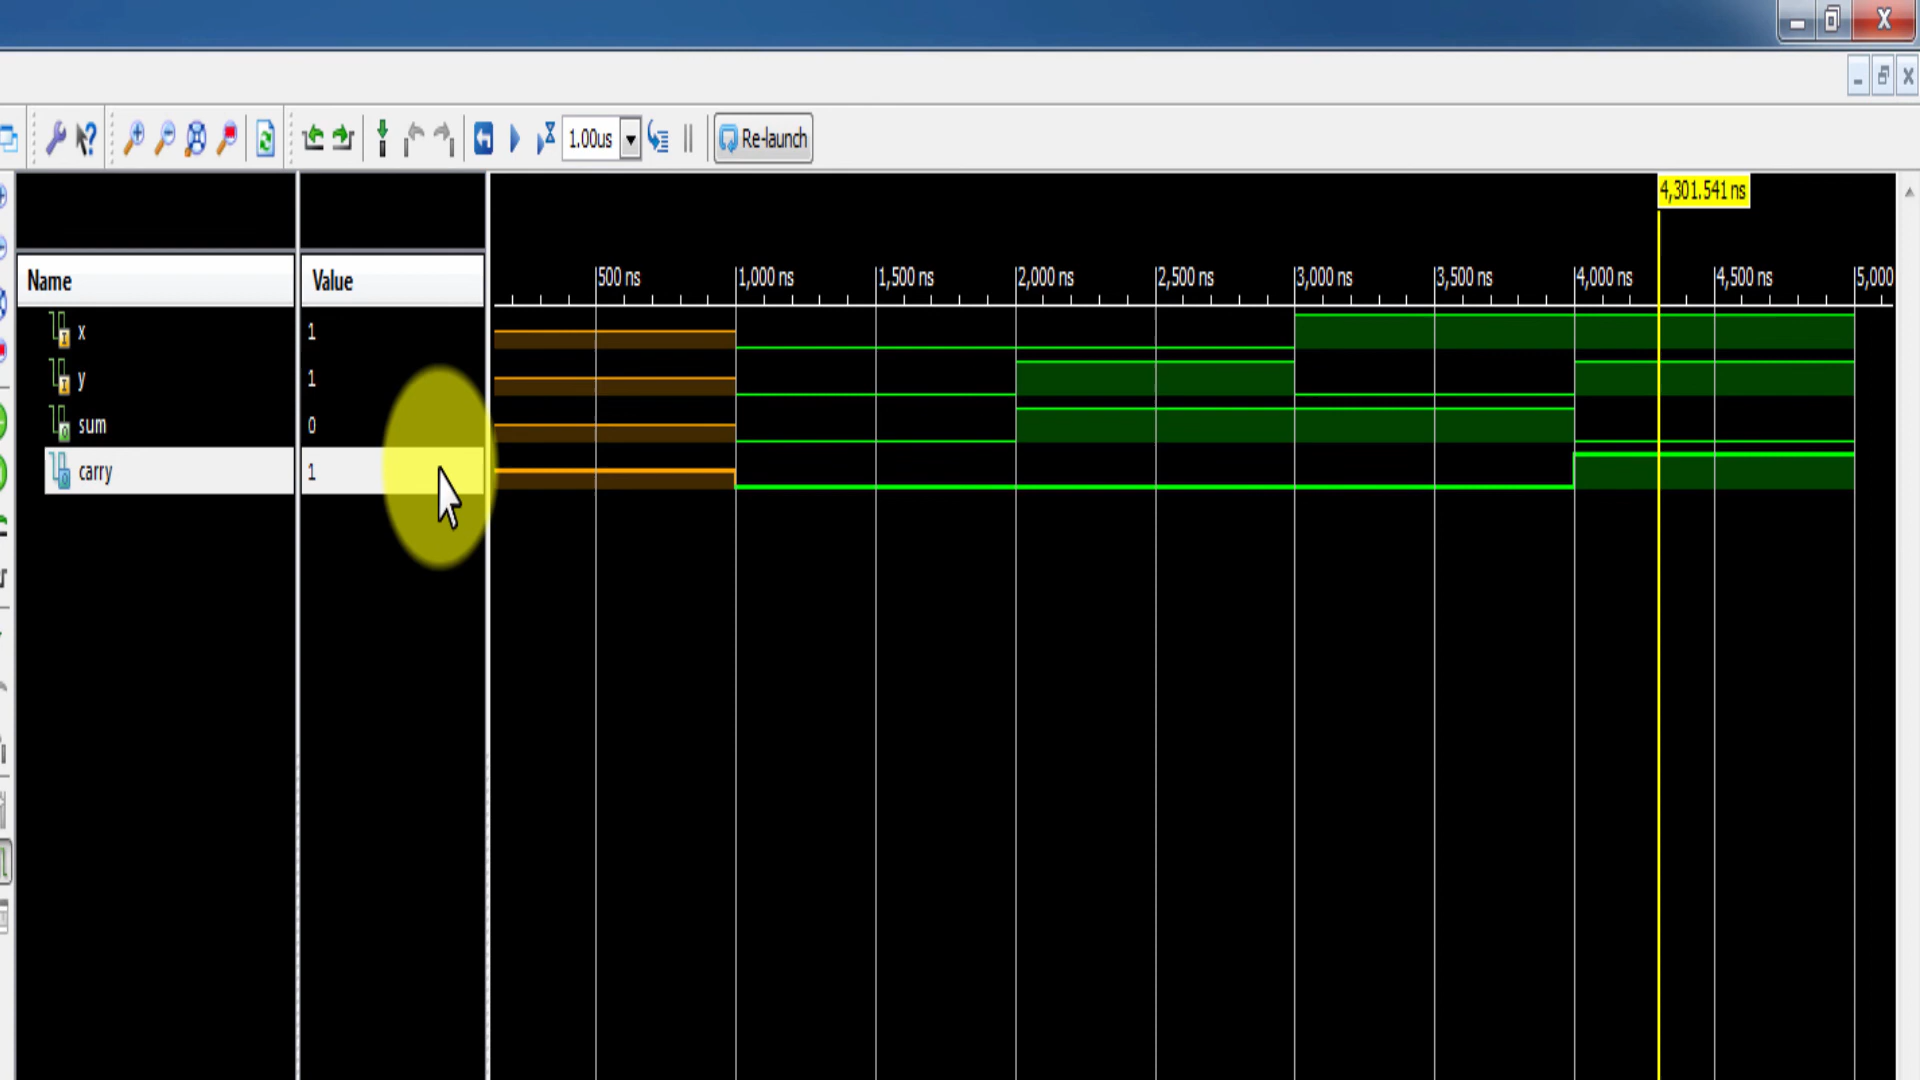 1.00us Re-launch
4,301.541 ns
Name Value 500 ns 1,000 ns 1,500 ns 2,000 ns 2,500 ns 3,000 ns 3,500 ns 4,000 ns 4,500 ns 5,000
x 1
y 1
sum 0
carry 1